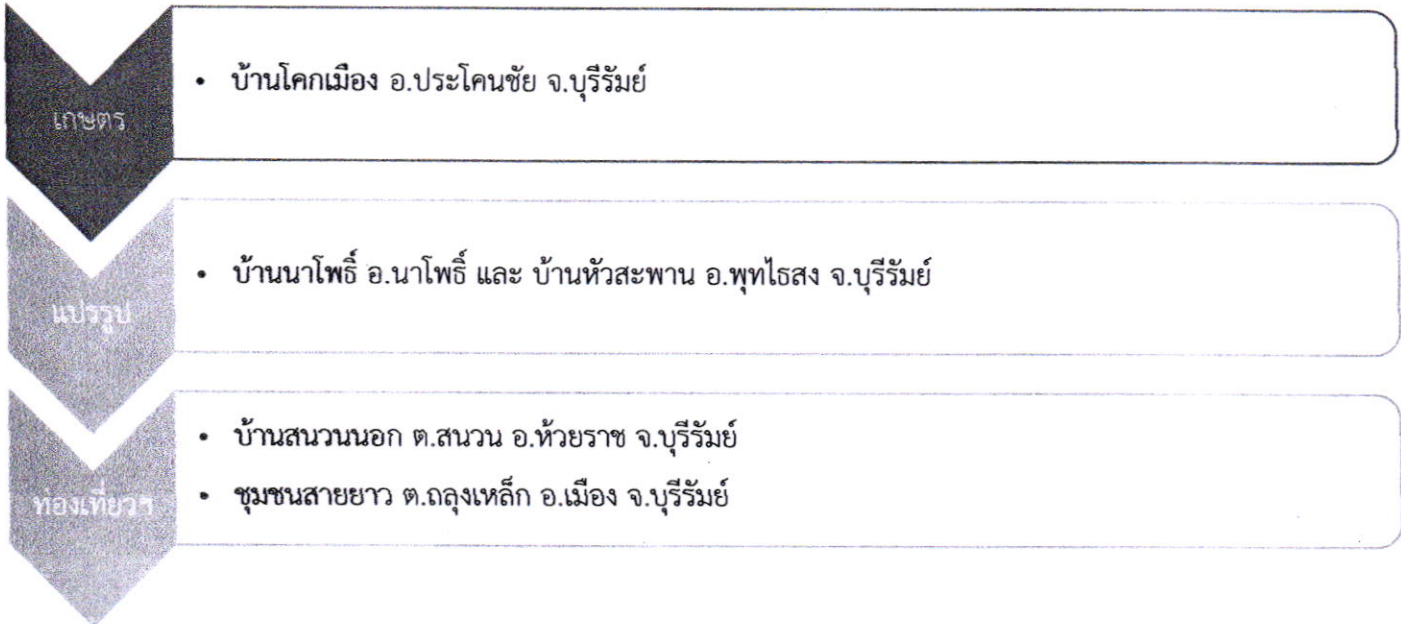 เกษตร
• บ้านโคกเมือง อ.ประโคนชัย จ.บุรีรัมย์
แปรรูป
• บ้านนาโพธิ์ อ.นาโพธิ์ และ บ้านหัวสะพาน อ.พุทไธสง จ.บุรีรัมย์
ท่องเที่ยวฯ
• บ้านสนวนนอก ต.สนวน อ.ห้วยราช จ.บุรีรัมย์
• ชุมชนสายยาว ต.ถลุงเหล็ก อ.เมือง จ.บุรีรัมย์